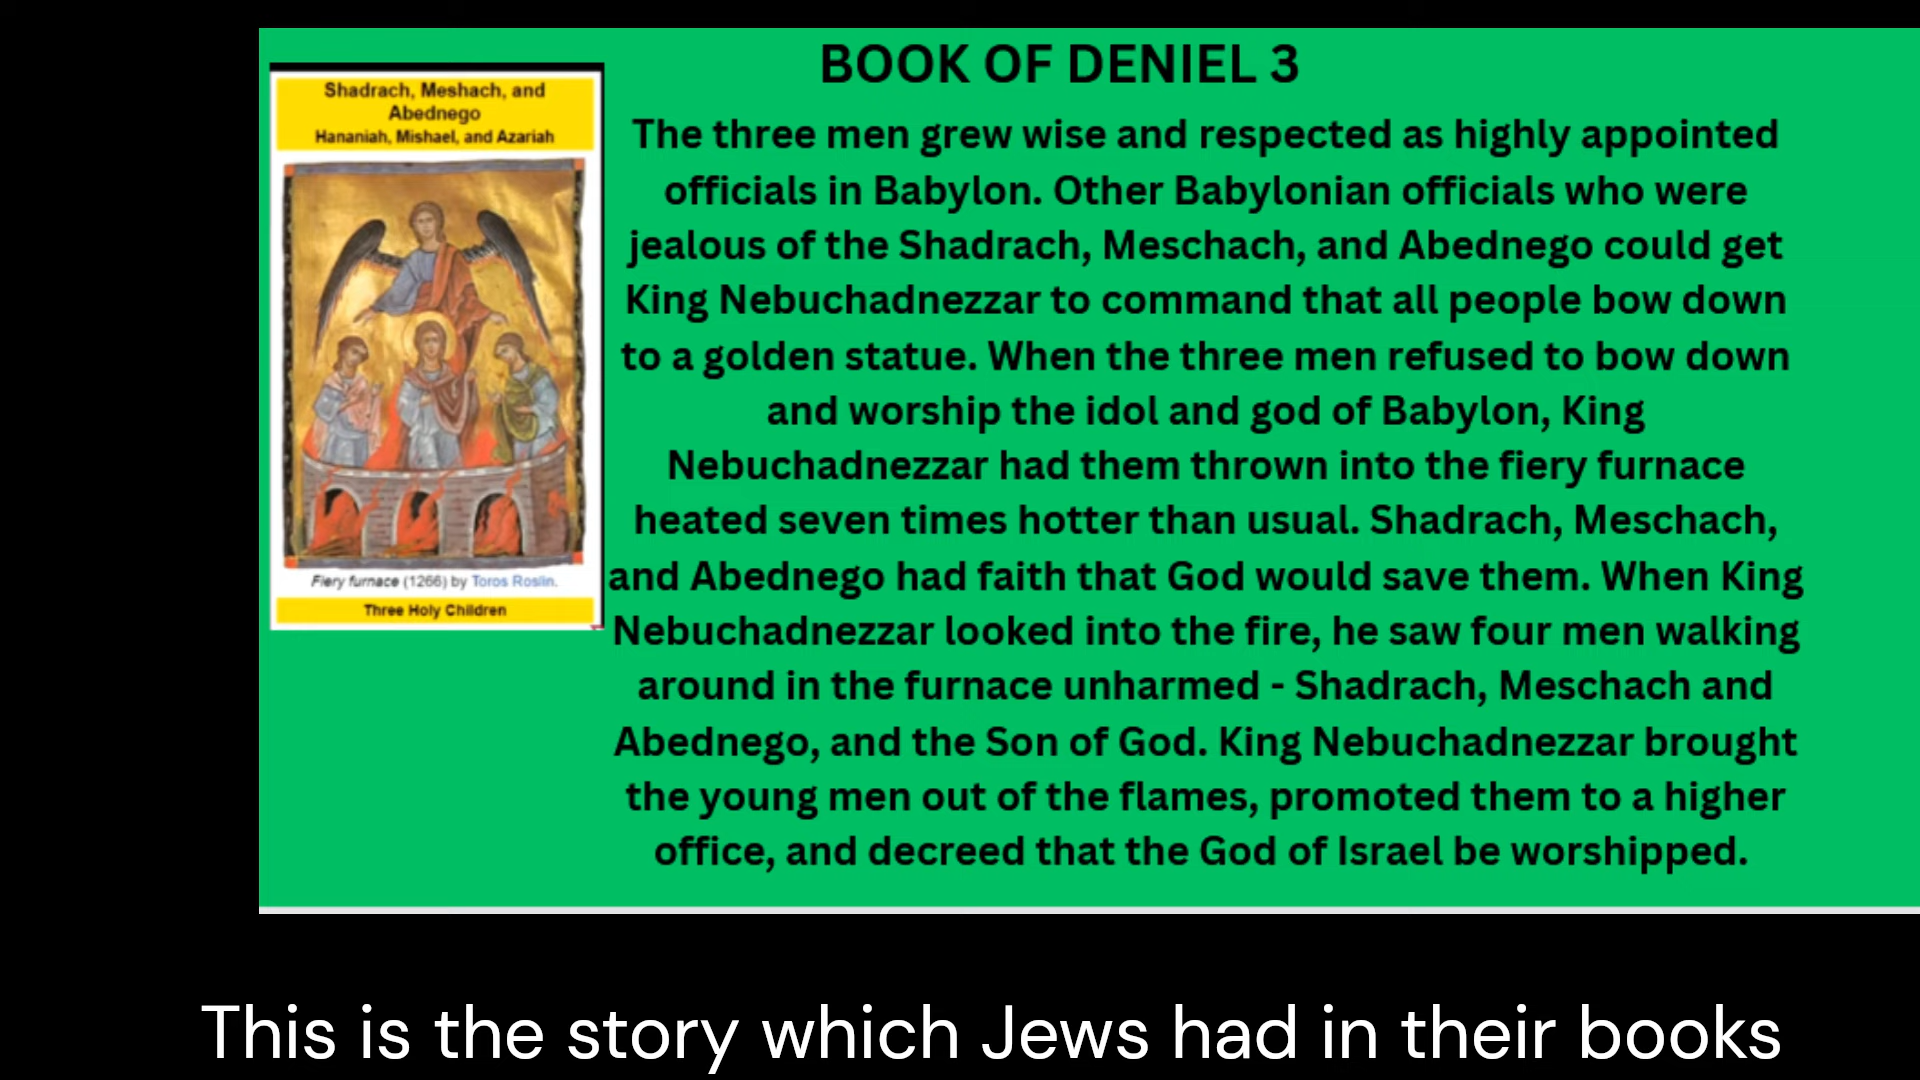 BOOK OF DENIEL 3
Shadrach, Meshach, and
Abednego
Hananiah, Mishael, and Azariah
Fiery furnace (1266) by Toros Roslin.
Three Holy Children
The three men grew wise and respected as highly appointed
officials in Babylon. Other Babylonian officials who were
jealous of the Shadrach, Meschach, and Abednego could get
King Nebuchadnezzar to command that all people bow down
to a golden statue. When the three men refused to bow down
and worship the idol and god of Babylon, King
Nebuchadnezzar had them thrown into the fiery furnace
heated seven times hotter than usual. Shadrach, Meschach,
and Abednego had faith that God would save them. When King
Nebuchadnezzar looked into the fire, he saw four men walking
around in the furnace unharmed - Shadrach, Meschach and
Abednego, and the Son of God. King Nebuchadnezzar brought
the young men out of the flames, promoted them to a higher
office, and decreed that the God of Israel be worshipped.
This is the story which Jews had in their books